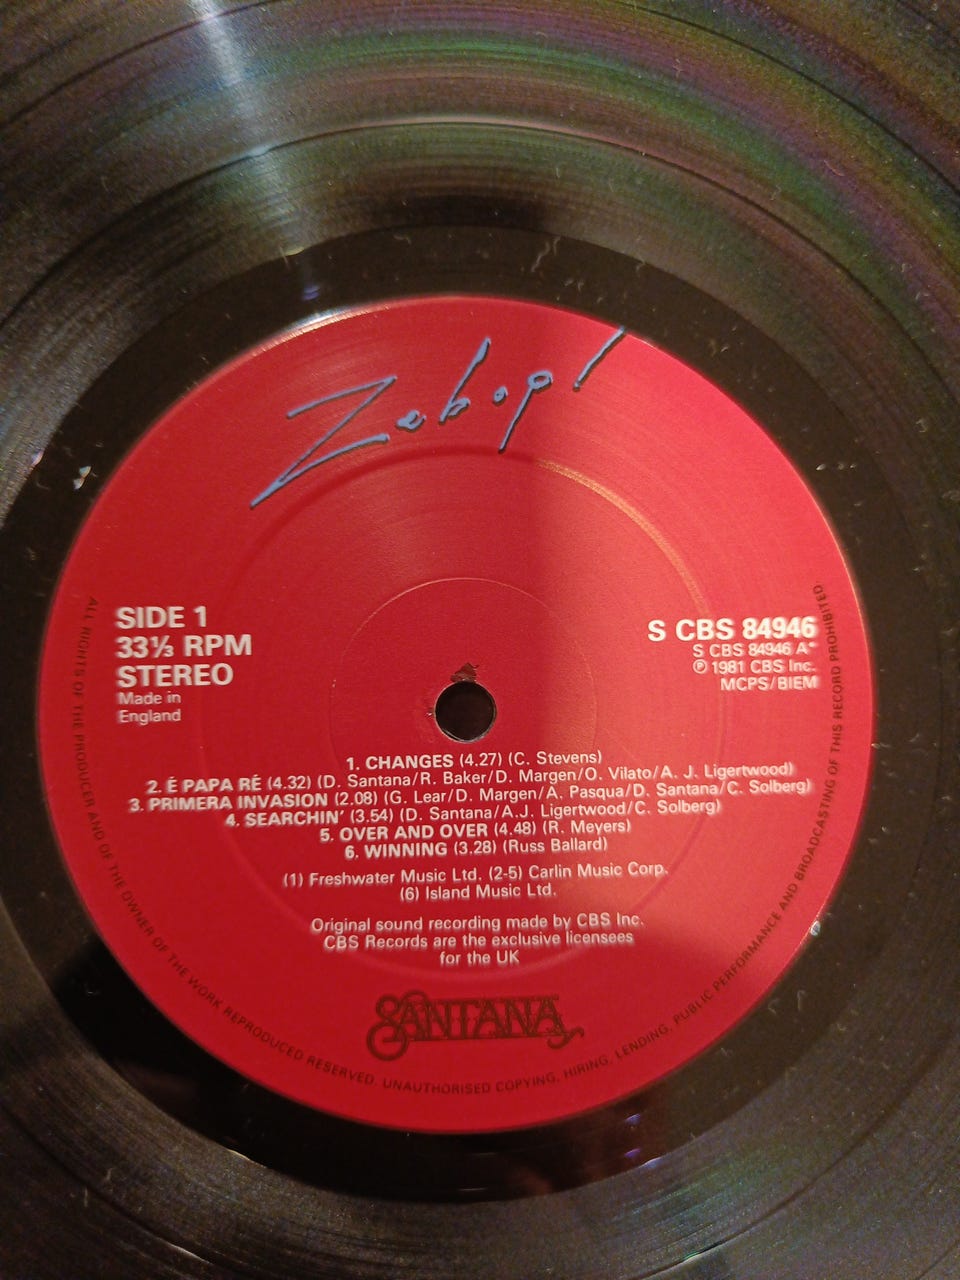 Zebop!
SIDE 1
33⅓ RPM
STEREO
Made in
England
S CBS 84946
S CBS 84946 A*
℗ 1981 CBS Inc.
MCPS/BIEM
1. CHANGES (4.27) (C. Stevens)
2. É PAPA RÉ (4.32) (D. Santana/R. Baker/D. Margen/O. Vilato/A. J. Ligertwood)
3. PRIMERA INVASION (2.08) (G. Lear/D. Margen/A. Pasqua/D. Santana/C. Solberg)
4. SEARCHIN' (3.54) (D. Santana/A.J. Ligertwood/C. Solberg)
5. OVER AND OVER (4.48) (R. Meyers)
6. WINNING (3.28) (Russ Ballard)
(1) Freshwater Music Ltd. (2-5) Carlin Music Corp.
(6) Island Music Ltd.
Original sound recording made by CBS Inc.
CBS Records are the exclusive licensees
for the UK
SANTANA
ALL RIGHTS OF THE PRODUCER AND OF THE OWNER OF THE WORK REPRODUCED RESERVED. UNAUTHORISED COPYING, HIRING, LENDING, PUBLIC PERFORMANCE AND BROADCASTING OF THIS RECORD PROHIBITED